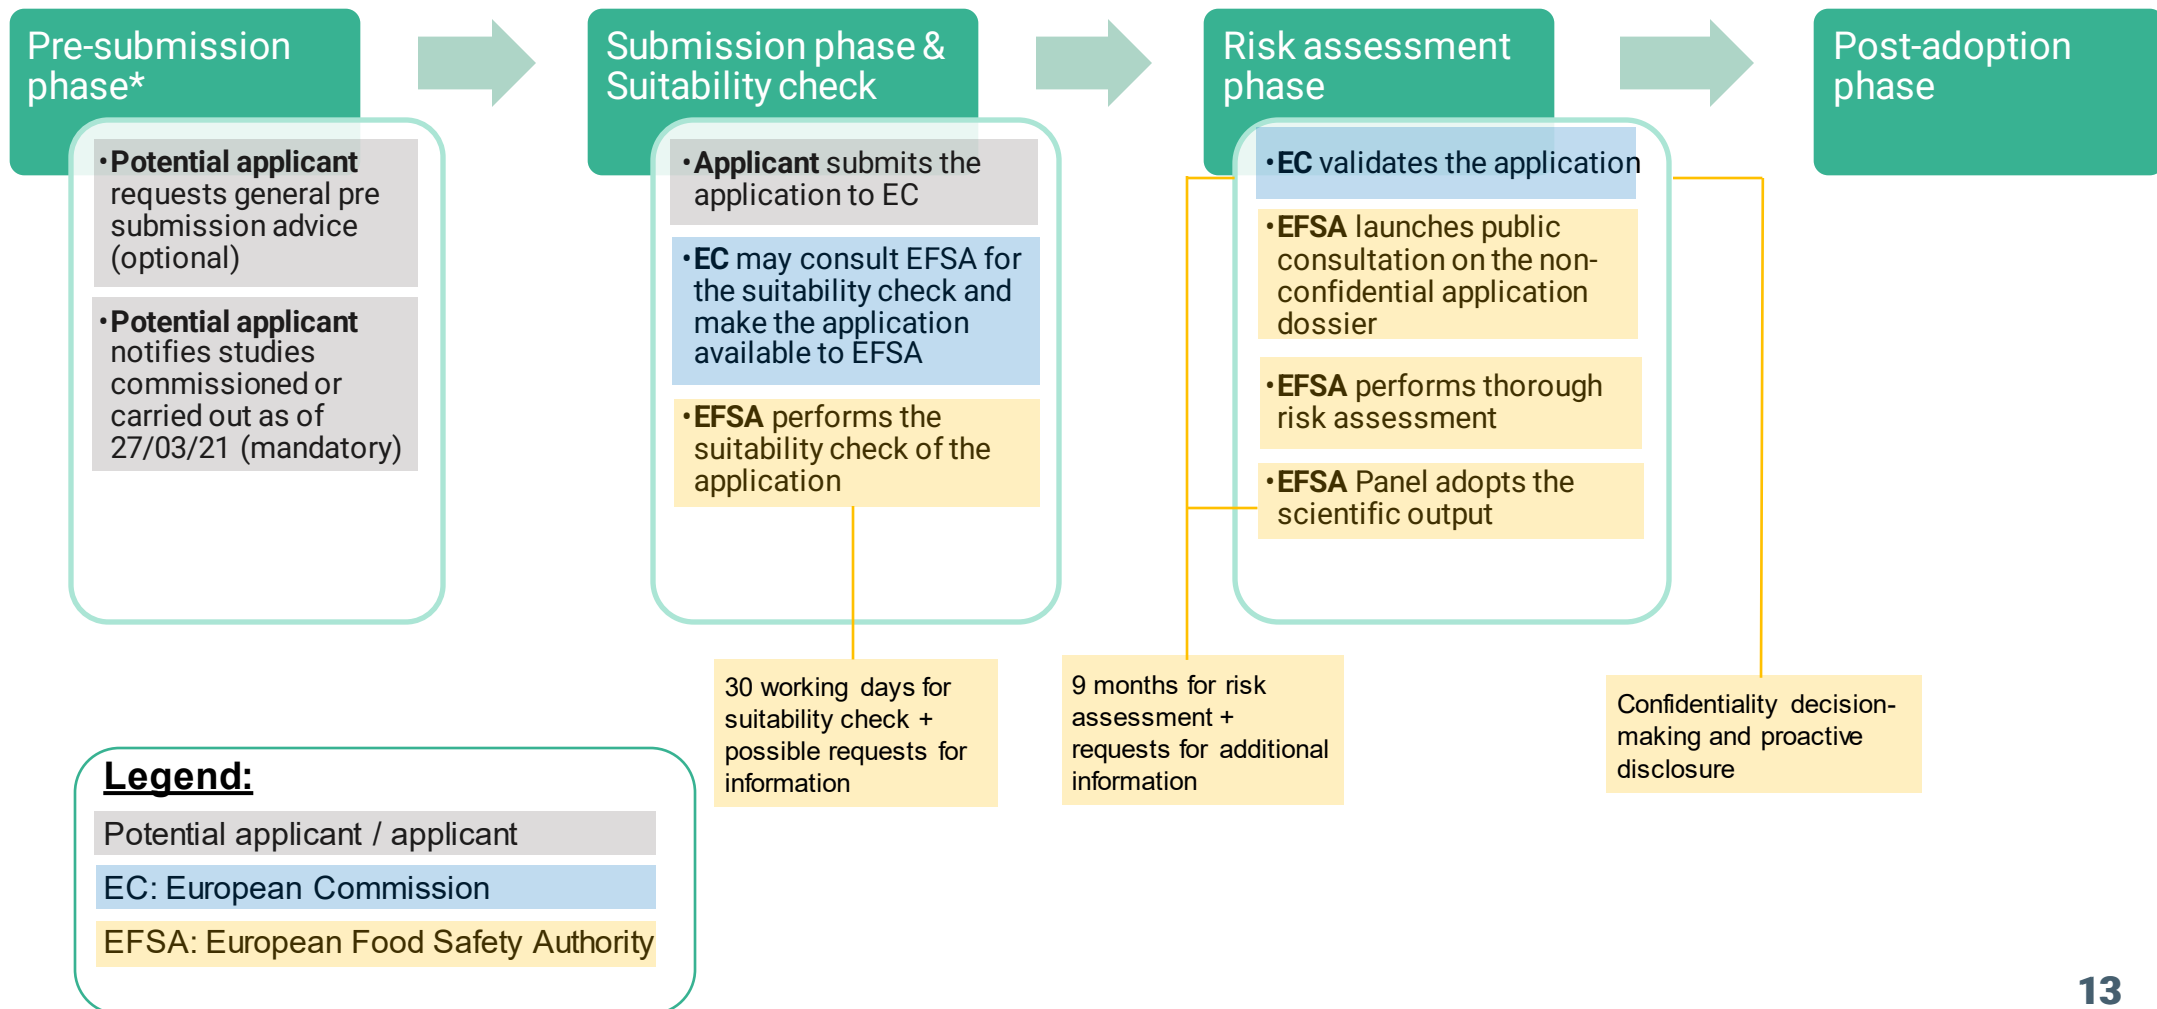 Pre-submission
phase*
• Potential applicant
requests general pre
submission advice
(optional)
• Potential applicant
notifies studies
commissioned or
carried out as of
27/03/21 (mandatory)
Submission phase &
Suitability check
• Applicant submits the
application to EC
• EC may consult EFSA for
the suitability check and
make the application
available to EFSA
• EFSA performs the
suitability check of the
application
Risk assessment
phase
• EC validates the application
• EFSA launches public
consultation on the non-
confidential application
dossier
• EFSA performs thorough
risk assessment
• EFSA Panel adopts the
scientific output
Post-adoption
phase
30 working days for
suitability check +
possible requests for
information
9 months for risk
assessment +
requests for additional
information
Confidentiality decision-
making and proactive
disclosure
Legend:
Potential applicant / applicant
EC: European Commission
EFSA: European Food Safety Authority
13